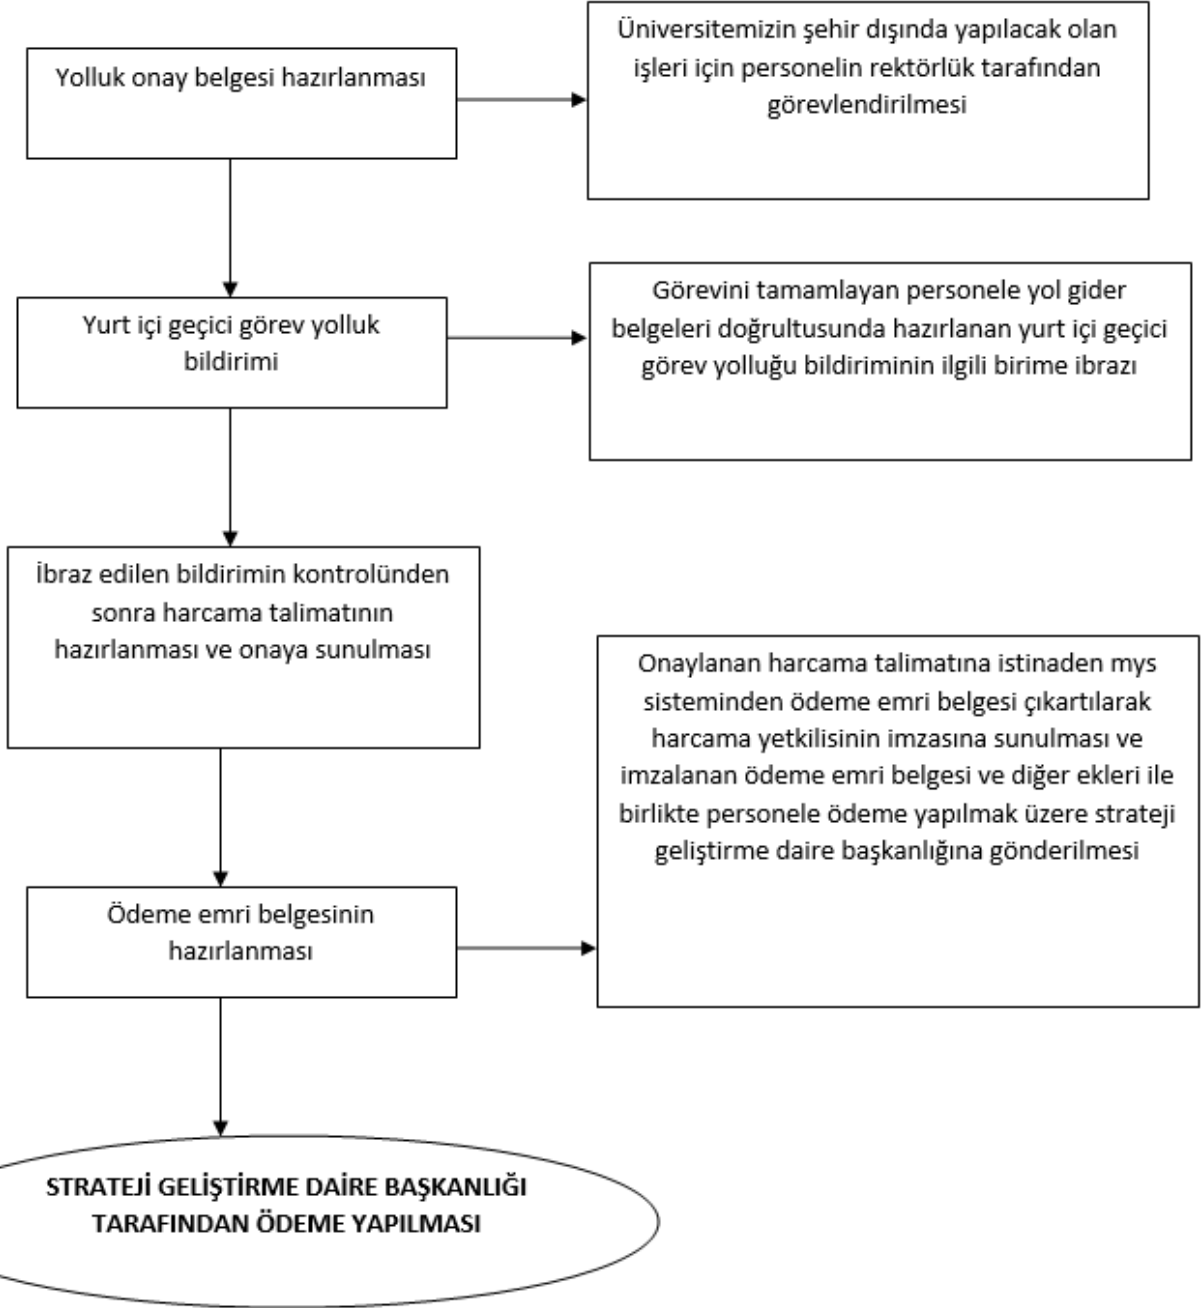 Yolluk onay belgesi hazırlanması
Üniversitemizin şehir dışında yapılacak olan
işleri için personelin rektörlük tarafından
görevlendirilmesi
Yurt içi geçici görev yolluk
bildirimi
Görevini tamamlayan personele yol gider
belgeleri doğrultusunda hazırlanan yurt içi geçici
görev yolluğu bildiriminin ilgili birime ibrazı
İbraz edilen bildirimin kontrolünden
sonra harcama talimatının
hazırlanması ve onaya sunulması
Onaylanan harcama talimatına istinaden mys
sisteminden ödeme emri belgesi çıkartılarak
harcama yetkilisinin imzasına sunulması ve
imzalanan ödeme emri belgesi ve diğer ekleri ile
birlikte personele ödeme yapılmak üzere strateji
geliştirme daire başkanlığına gönderilmesi
Ödeme emri belgesinin
hazırlanması
STRATEJİ GELİŞTİRME DAİRE BAŞKANLIĞI
TARAFINDAN ÖDEME YAPILMASI